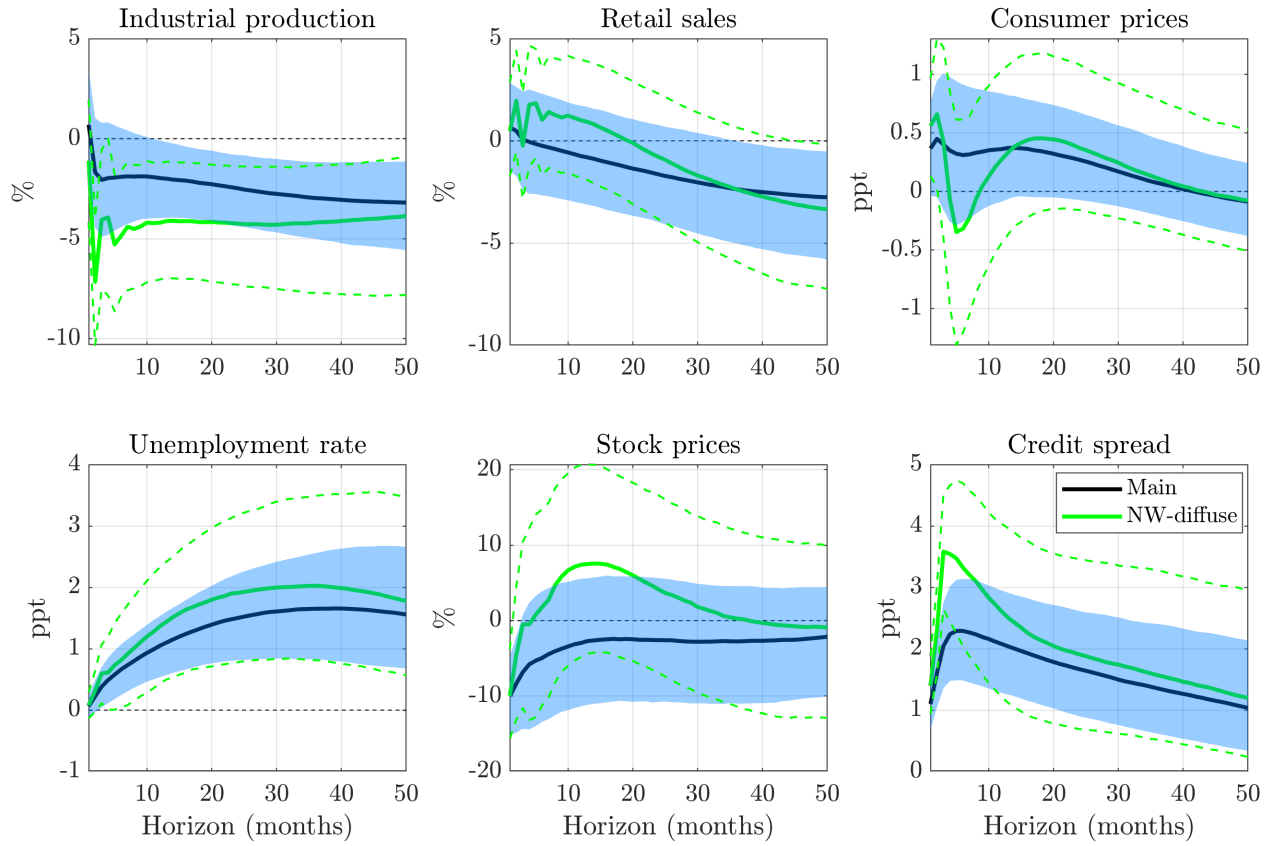 Industrial production
5
0
-5
-10
%
10 20 30 40 50
Retail sales
5
0
-5
-10
%
10 20 30 40 50
Consumer prices
1
0.5
0
-0.5
-1
ppt
10 20 30 40 50
Unemployment rate
4
3
2
1
0
-1
ppt
10 20 30 40 50
Horizon (months)
Stock prices
20
10
0
-10
-20
%
10 20 30 40 50
Horizon (months)
Credit spread
5
4
3
2
1
0
ppt
Main
NW-diffuse
10 20 30 40 50
Horizon (months)